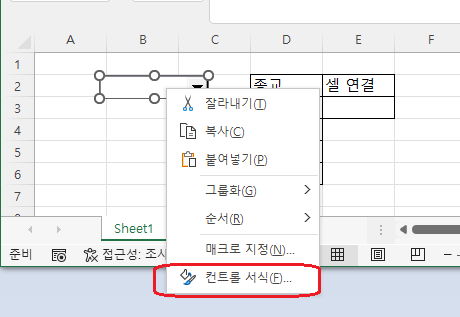 A B C D E F
1
2 종교 셀 연결
3
4
5
6
7
잘라내기(T)
복사(C)
붙여넣기(P)
그룹화(G)
순서(R)
매크로 지정(N)...
컨트롤 서식(F)...
Sheet1
준비 접근성: 조사